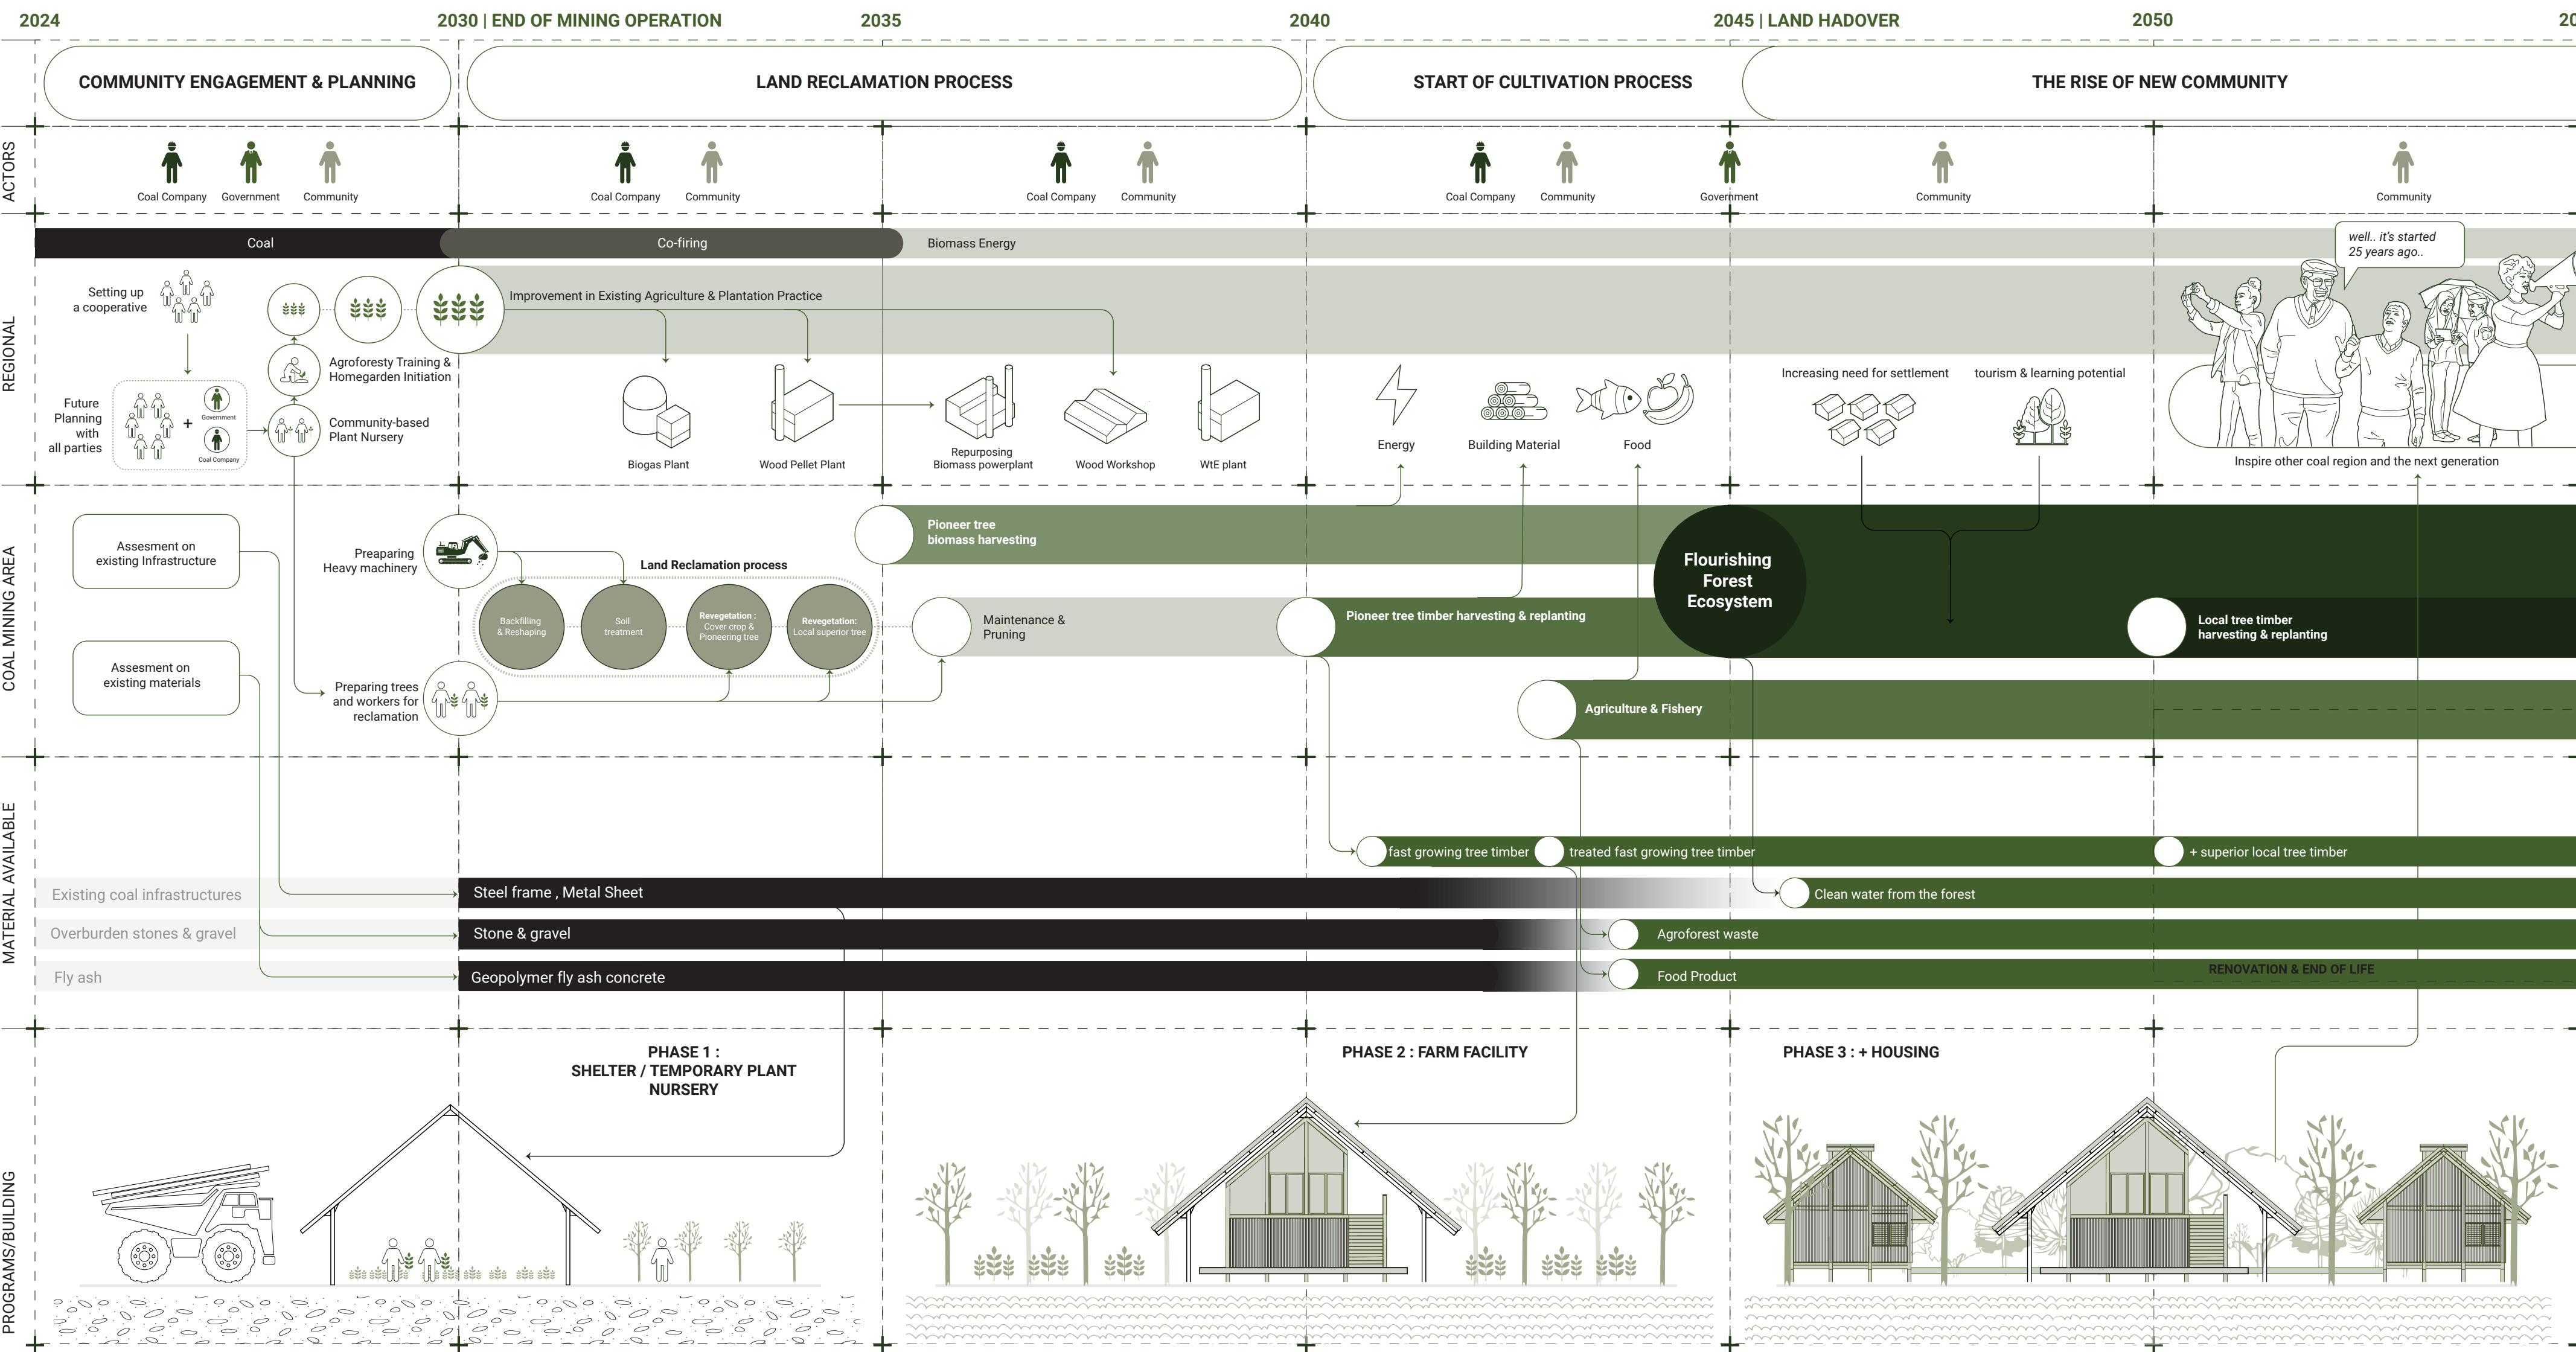 2024
2030 | END OF MINING OPERATION
2035
2040
2045 | LAND HADOVER
2050
20
COMMUNITY ENGAGEMENT & PLANNING
LAND RECLAMATION PROCESS
START OF CULTIVATION PROCESS
THE RISE OF NEW COMMUNITY
ACTORS
Coal Company
Government
Community
Coal Company
Community
Coal Company
Community
Coal Company
Community
Government
Community
Community
REGIONAL
Coal
Co-firing
Biomass Energy
well.. it's started
25 years ago..
Setting up
a cooperative
Improvement in Existing Agriculture & Plantation Practice
Agroforesty Training &
Homegarden Initiation
Future
Planning
with
all parties
+
Government
Coal Company
Community-based
Plant Nursery
Biogas Plant
Wood Pellet Plant
Repurposing
Biomass powerplant
Wood Workshop
WtE plant
Energy
Building Material
Food
Increasing need for settlement
tourism & learning potential
Inspire other coal region and the next generation
COAL MINING AREA
Assesment on
existing Infrastructure
Assesment on
existing materials
Preaparing
Heavy machinery
Land Reclamation process
Backfilling
& Reshaping
Soil
treatment
Revegetation :
Cover crop &
Pioneering tree
Revegetation:
Local superior tree
Preparing trees
and workers for
reclamation
Pioneer tree
biomass harvesting
Maintenance &
Pruning
Pioneer tree timber harvesting & replanting
Flourishing
Forest
Ecosystem
Local tree timber
harvesting & replanting
Agriculture & Fishery
MATERIAL AVAILABLE
fast growing tree timber
treated fast growing tree timber
+ superior local tree timber
Existing coal infrastructures
Steel frame , Metal Sheet
Clean water from the forest
Overburden stones & gravel
Stone & gravel
Agroforest waste
Fly ash
Geopolymer fly ash concrete
Food Product
RENOVATION & END OF LIFE
PROGRAMS/BUILDING
PHASE 1 :
SHELTER / TEMPORARY PLANT
NURSERY
PHASE 2 : FARM FACILITY
PHASE 3 : + HOUSING